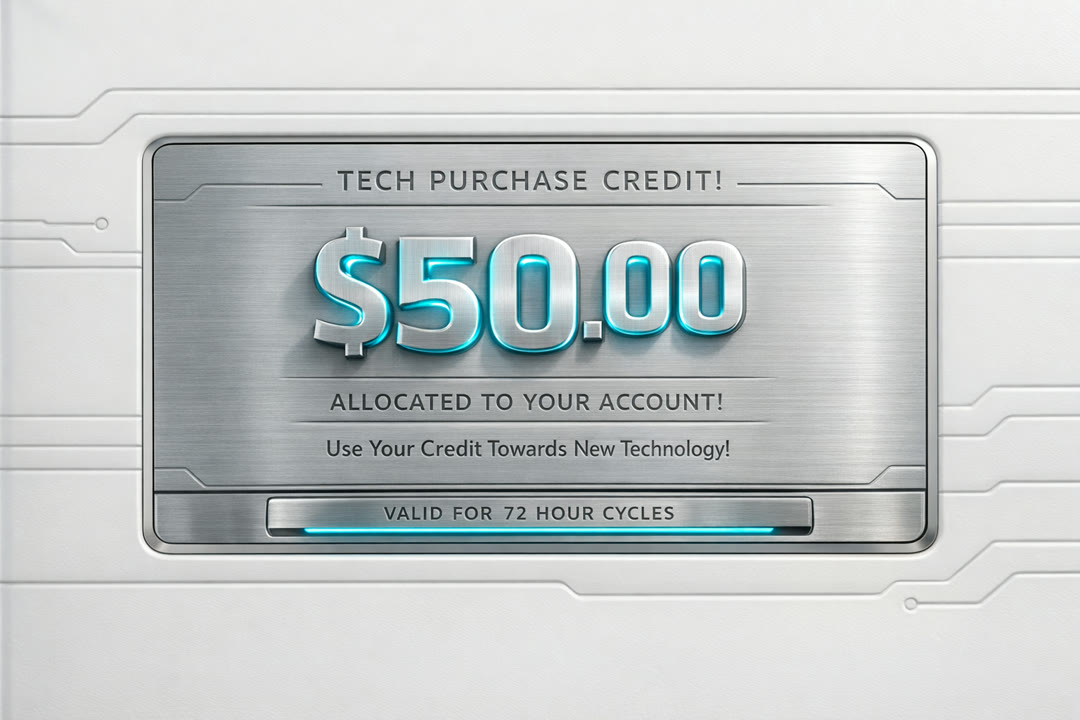 TECH PURCHASE CREDIT!
$50.00
ALLOCATED TO YOUR ACCOUNT!
Use Your Credit Towards New Technology!
VALID FOR 72 HOUR CYCLES